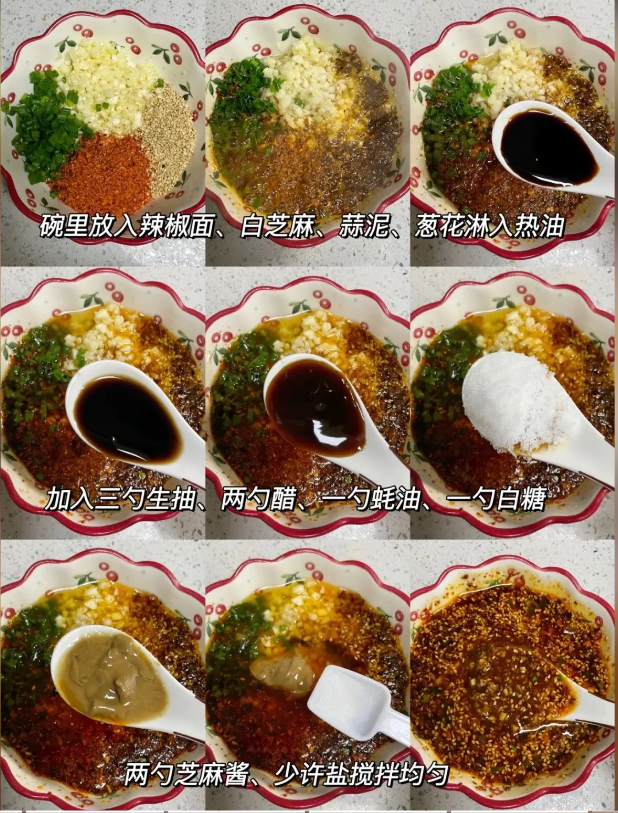 碗里放入辣椒面、白芝麻、蒜泥、葱花淋入热油
加入三勺生抽、两勺醋、一勺蚝油、一勺白糖
两勺芝麻酱、少许盐搅拌均匀